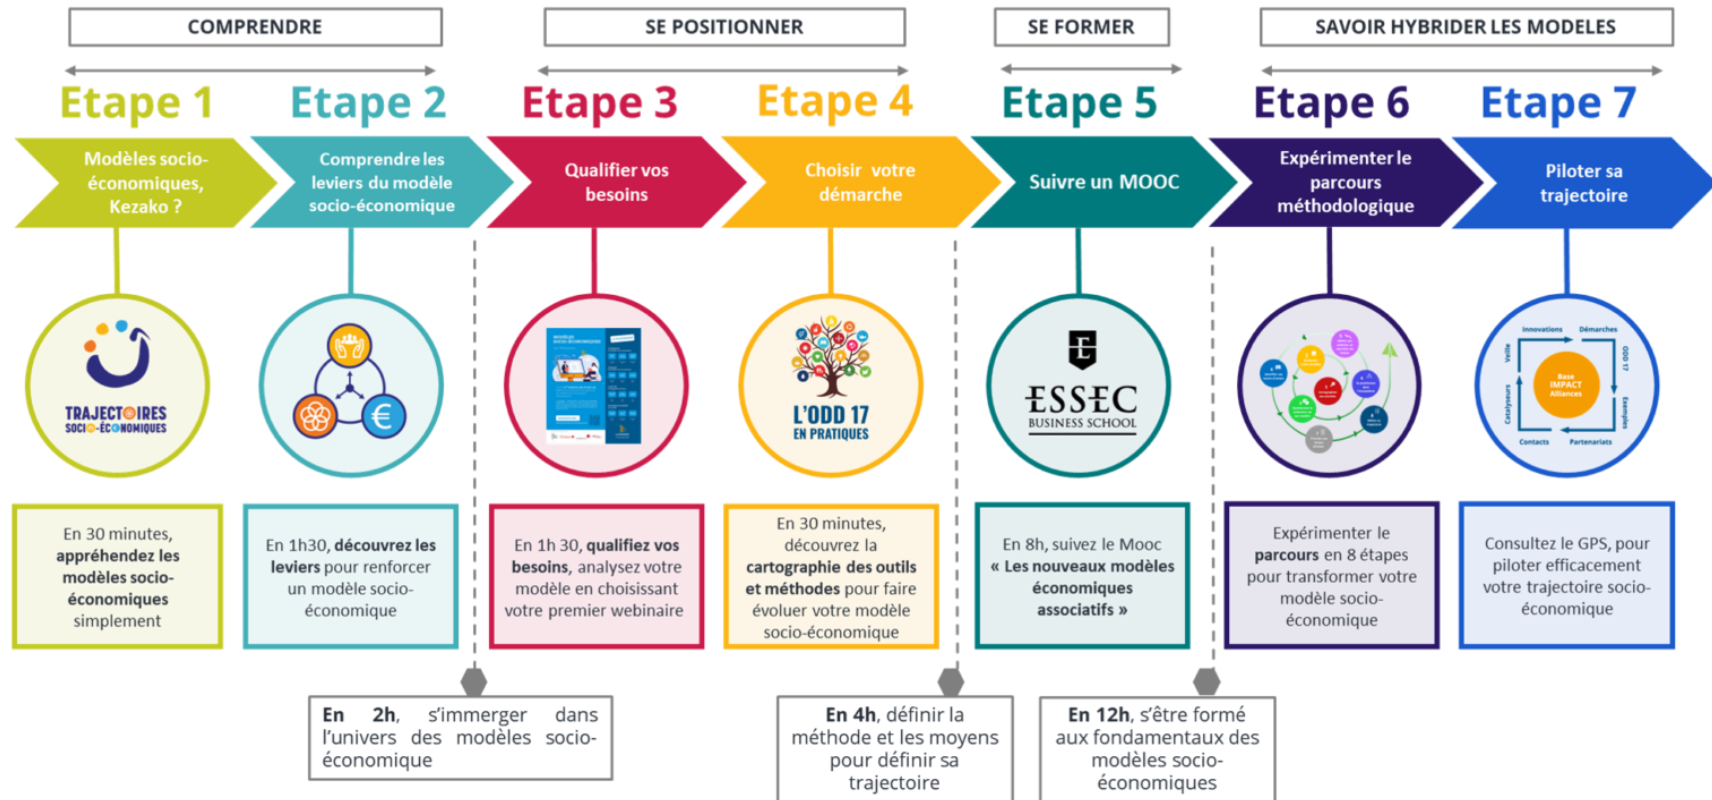 COMPRENDRE
SE POSITIONNER
SE FORMER
SAVOIR HYBRIDER LES MODELES
Etape 1
Etape 2
Etape 3
Etape 4
Etape 5
Etape 6
Etape 7
Modèles socio-
économiques,
Kezako ?
Comprendre les
leviers du modèle
socio-économique
Qualifier vos
besoins
Choisir votre
démarche
Suivre un MOOC
Expérimenter le
parcours
méthodologique
Piloter sa
trajectoire
TRAJECTOIRES
SOCIO-ÉCONOMIQUES
€
MODÈLES
SOCIO-ÉCONOMIQUES
L'ODD 17
EN PRATIQUES
E
ESSEC
BUSINESS SCHOOL
Innovations
Démarches
ODD 17
Exemples
Partenariats
Contacts
Catalyseurs
Veille
Base
IMPACT
Alliances
En 30 minutes,
appréhendez les
modèles socio-
économiques
simplement
En 1h30, découvrez les
leviers pour renforcer
un modèle socio-
économique
En 1h 30, qualifiez vos
besoins, analysez votre
modèle en choisissant
votre premier webinaire
En 30 minutes,
découvrez la
cartographie des outils
et méthodes pour faire
évoluer votre modèle
socio-économique
En 8h, suivez le Mooc
« Les nouveaux modèles
économiques
associatifs »
Expérimenter le
parcours en 8 étapes
pour transformer votre
modèle socio-
économique
Consultez le GPS, pour
piloter efficacement
votre trajectoire socio-
économique
En 2h, s'immerger dans
l'univers des modèles socio-
économique
En 4h, définir la
méthode et les moyens
pour définir sa
trajectoire
En 12h, s'être formé
aux fondamentaux des
modèles socio-
économiques